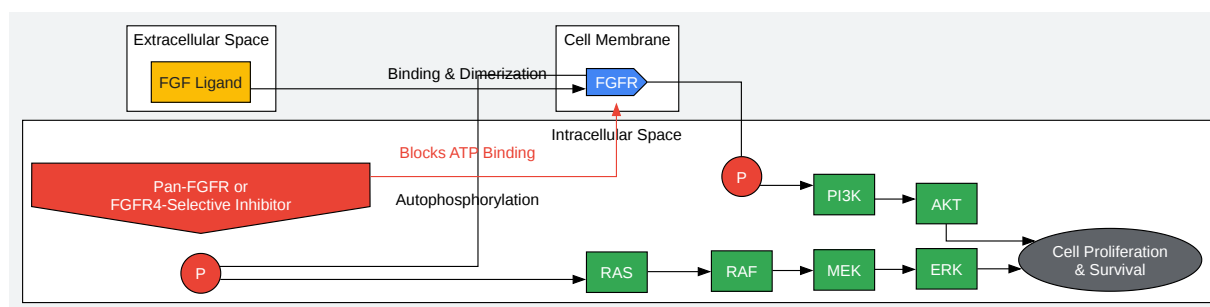 Extracellular Space
Cell Membrane
FGF Ligand
Binding & Dimerization
FGFR
Intracellular Space
Blocks ATP Binding
Pan-FGFR or
FGFR4-Selective Inhibitor
Autophosphorylation
P
PI3K
AKT
P
RAS
RAF
MEK
ERK
Cell Proliferation
& Survival